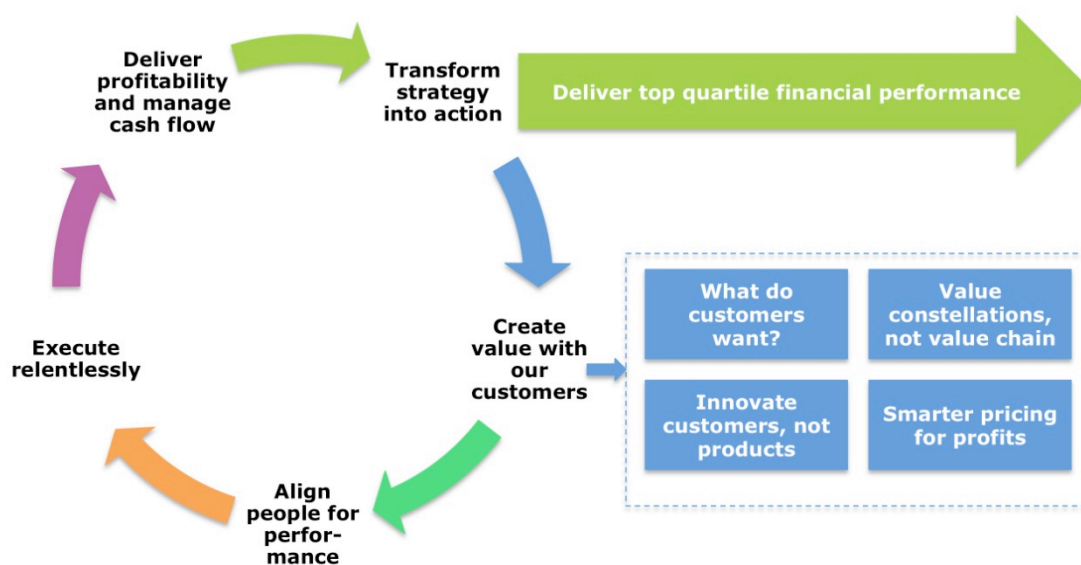 Deliver
profitability
and manage
cash flow
Transform
strategy
into action
Deliver top quartile financial performance
What do
customers
want?
Value
constellations,
not value chain
Create
value with
our
customers
Innovate
customers, not
products
Smarter pricing
for profits
Execute
relentlessly
Align
people for
perfor-
mance